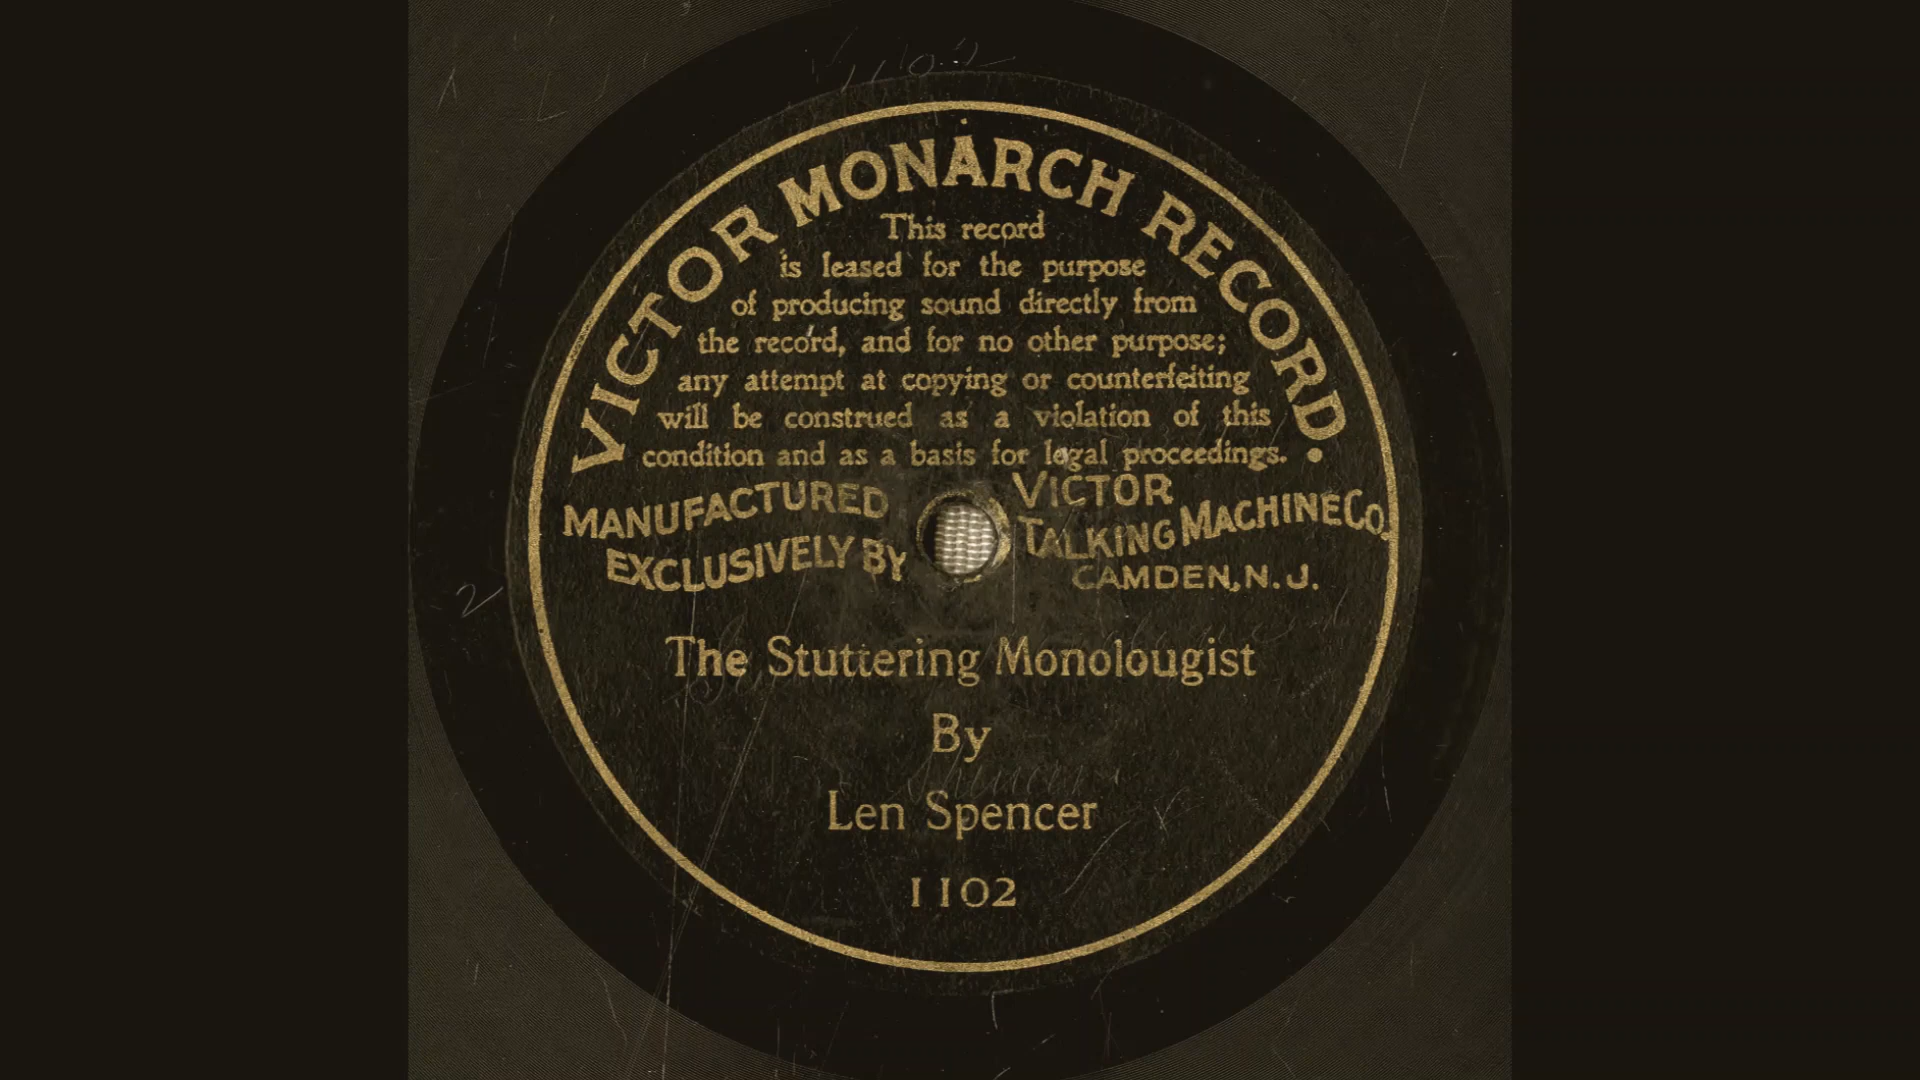 VICTOR MONARCH RECORD
This record
is leased for the purpose
of producing sound directly from
the record, and for no other purpose;
any attempt at copying or counterfeiting
will be construed as a violation of this
condition and as a basis for legal proceedings.
MANUFACTURED
EXCLUSIVELY BY
VICTOR
TALKING MACHINE CO.
CAMDEN, N. J.
The Stuttering Monolougist
By
Len Spencer
1102